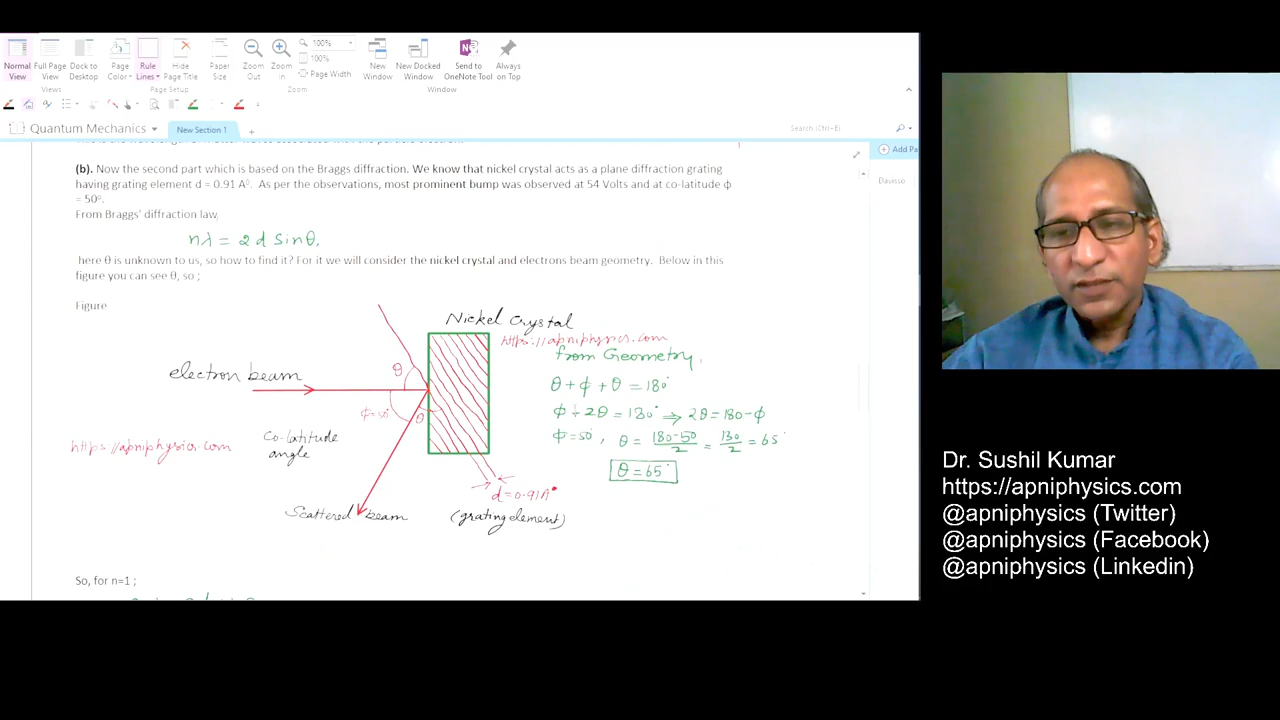 Normal View
Full Page View
Dock to Desktop
Page Color
Rule Lines
Hide Page Title
Paper Size
Zoom Out
Zoom In
100%
100%
Page Width
New Window
New Docked Window
Send to OneNote Tool
Always on Top
Views
Page Setup
Zoom
Window
Quantum Mechanics
New Section 1
+
Search (Ctrl+E)
Add Pa
Davisso
(b). Now the second part which is based on the Braggs diffraction. We know that nickel crystal acts as a plane diffraction grating
having grating element d = 0.91 A⁰. As per the observations, most prominent bump was observed at 54 Volts and at co-latitude φ
= 50°.
From Braggs' diffraction law,
nλ = 2 d sinθ,
here θ is unknown to us, so how to find it? For it we will consider the nickel crystal and electrons beam geometry. Below in this
figure you can see θ, so ;
Figure
Nickel Crystal
https://apniphysics.com
from Geometry,
electron beam
θ
θ + φ + θ = 180°
φ=50°
θ
φ + 2θ = 180° ⇒ 2θ = 180-φ
φ=50°, θ = 180-50/2 = 130/2 = 65°
https://apniphysics.com
Co-latitude
angle
θ = 65°
d=0.91A°
Scattered beam
(grating element)
So, for n=1 ;
Dr. Sushil Kumar
https://apniphysics.com
@apniphysics (Twitter)
@apniphysics (Facebook)
@apniphysics (Linkedin)